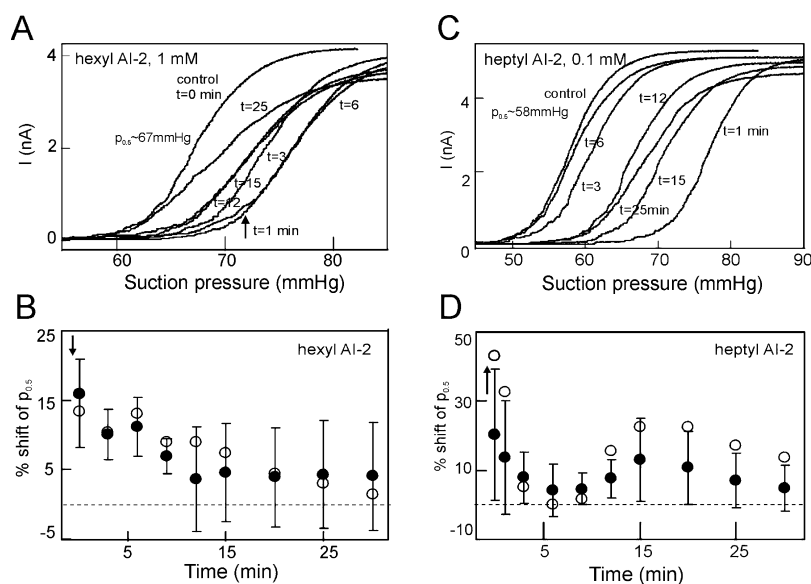 A
hexyl AI-2, 1 mM
control
t=0 min
p0.5~67mmHg
t=25
t=6
t=3
t=15
t=12
t=1 min
4
2
0
I (nA)
60
70
80
Suction pressure (mmHg)
C
heptyl AI-2, 0.1 mM
control
p0.5~58mmHg
t=12
t=1 min
t=6
t=3
t=15
t=25min
4
2
0
I (nA)
50
60
70
80
90
Suction pressure (mmHg)
B
hexyl AI-2
25
15
5
-5
% shift of p0.5
5
15
25
Time (min)
D
heptyl AI-2
50
30
10
-10
% shift of p0.5
5
15
25
Time (min)